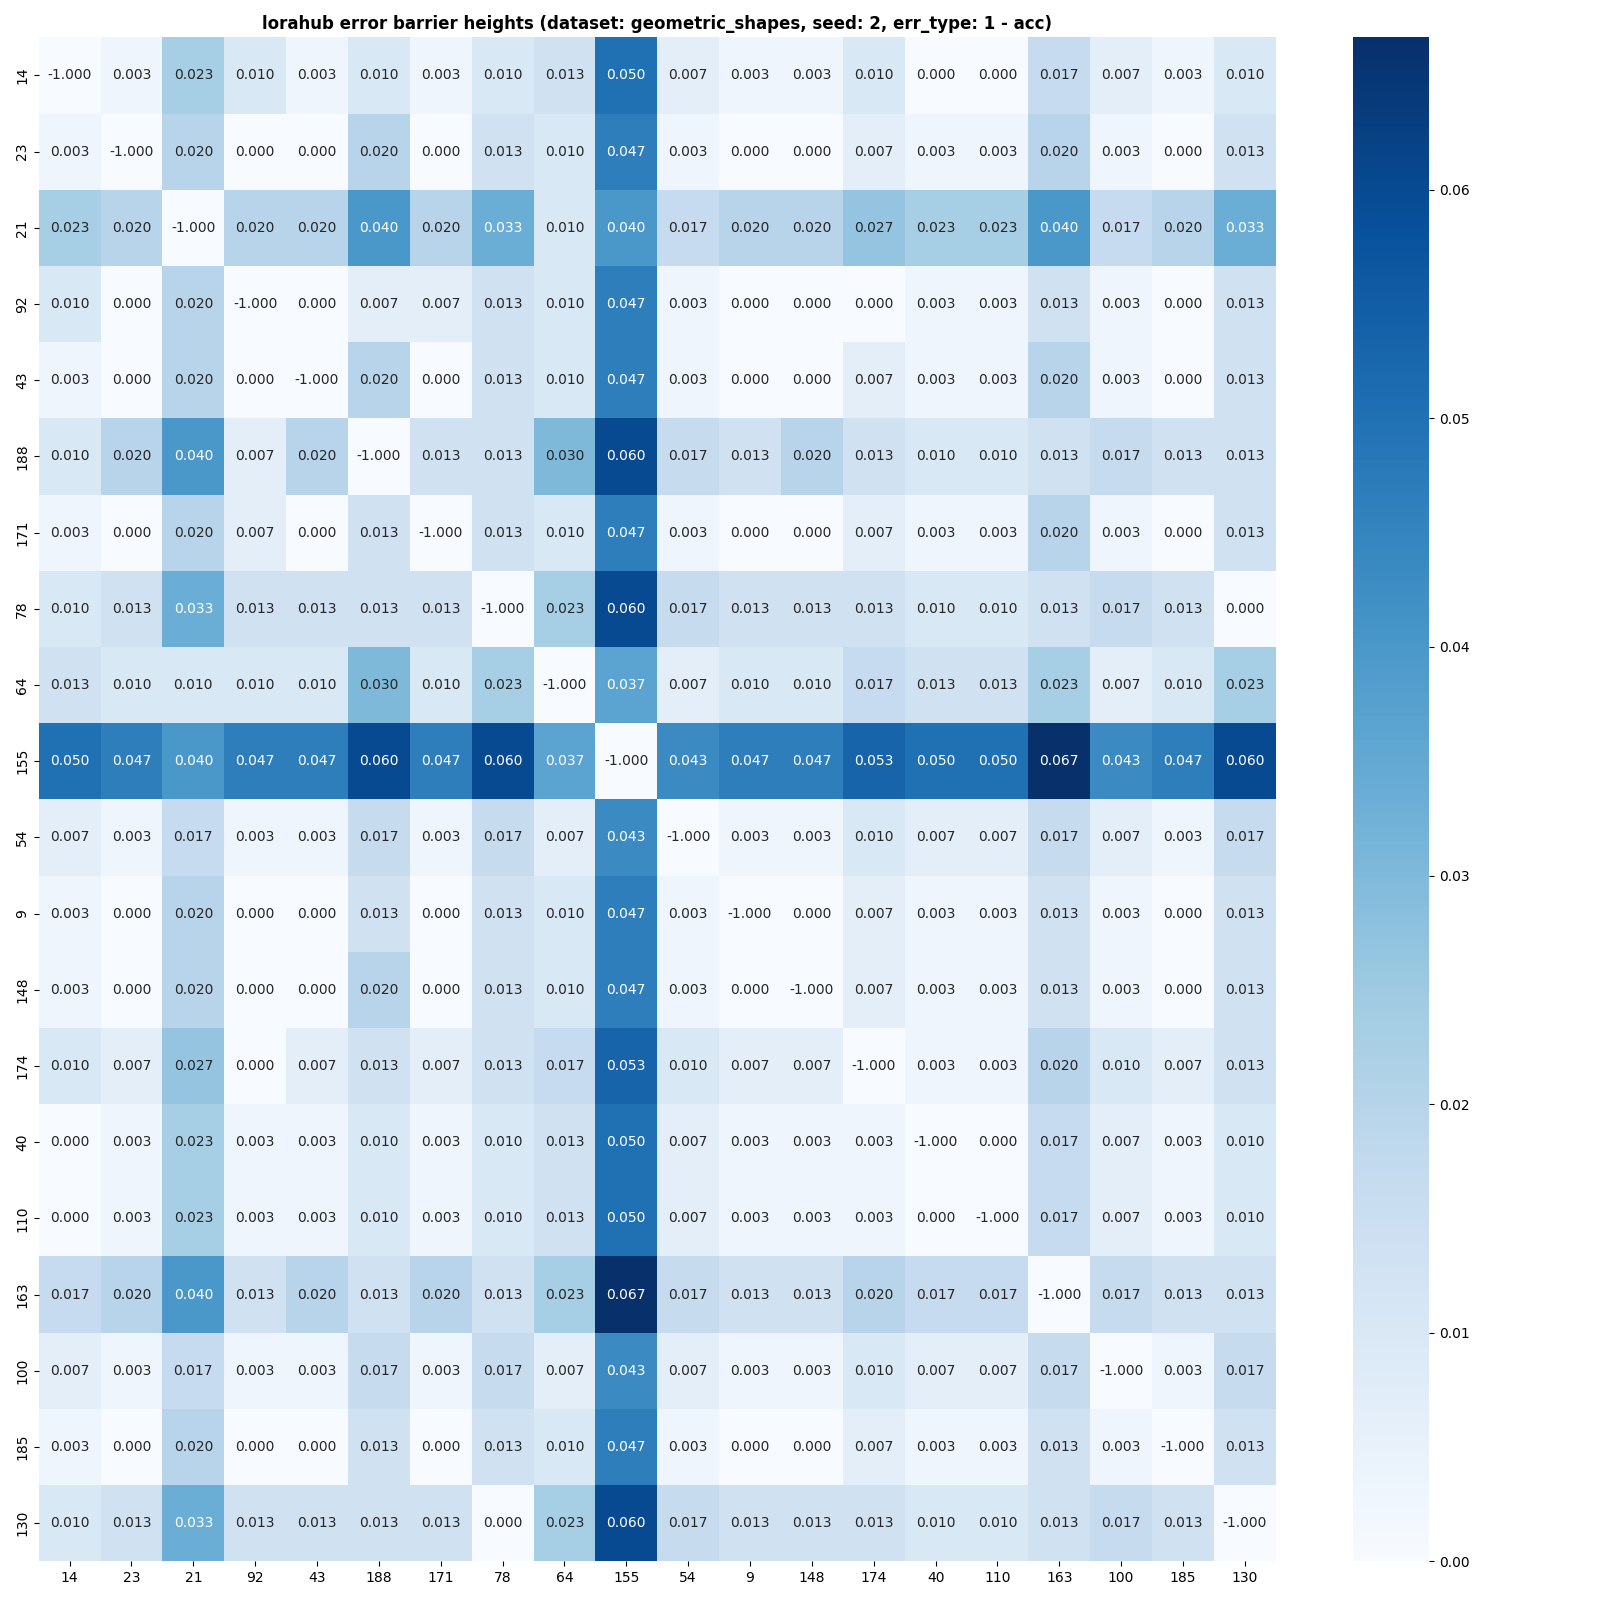 lorahub error barrier heights (dataset: geometric_shapes, seed: 2, err_type: 1 - acc)
14 -1.000 0.003 0.023 0.010 0.003 0.010 0.003 0.010 0.013 0.050 0.007 0.003 0.003 0.010 0.000 0.000 0.017 0.007 0.003 0.010
23 0.003 -1.000 0.020 0.000 0.000 0.020 0.000 0.013 0.010 0.047 0.003 0.000 0.000 0.007 0.003 0.003 0.020 0.003 0.000 0.013
21 0.023 0.020 -1.000 0.020 0.020 0.040 0.020 0.033 0.010 0.040 0.017 0.020 0.020 0.027 0.023 0.023 0.040 0.017 0.020 0.033
92 0.010 0.000 0.020 -1.000 0.000 0.007 0.007 0.013 0.010 0.047 0.003 0.000 0.000 0.000 0.003 0.003 0.013 0.003 0.000 0.013
43 0.003 0.000 0.020 0.000 -1.000 0.020 0.000 0.013 0.010 0.047 0.003 0.000 0.000 0.007 0.003 0.003 0.020 0.003 0.000 0.013
188 0.010 0.020 0.040 0.007 0.020 -1.000 0.013 0.013 0.030 0.060 0.017 0.013 0.020 0.013 0.010 0.010 0.013 0.017 0.013 0.013
171 0.003 0.000 0.020 0.007 0.000 0.013 -1.000 0.013 0.010 0.047 0.003 0.000 0.000 0.007 0.003 0.003 0.020 0.003 0.000 0.013
78 0.010 0.013 0.033 0.013 0.013 0.013 0.013 -1.000 0.023 0.060 0.017 0.013 0.013 0.013 0.010 0.010 0.013 0.017 0.013 0.000
64 0.013 0.010 0.010 0.010 0.010 0.030 0.010 0.023 -1.000 0.037 0.007 0.010 0.010 0.017 0.013 0.013 0.023 0.007 0.010 0.023
155 0.050 0.047 0.040 0.047 0.047 0.060 0.047 0.060 0.037 -1.000 0.043 0.047 0.047 0.053 0.050 0.050 0.067 0.043 0.047 0.060
54 0.007 0.003 0.017 0.003 0.003 0.017 0.003 0.017 0.007 0.043 -1.000 0.003 0.003 0.010 0.007 0.007 0.017 0.007 0.003 0.017
9 0.003 0.000 0.020 0.000 0.000 0.013 0.000 0.013 0.010 0.047 0.003 -1.000 0.000 0.007 0.003 0.003 0.013 0.003 0.000 0.013
148 0.003 0.000 0.020 0.000 0.000 0.020 0.000 0.013 0.010 0.047 0.003 0.000 -1.000 0.007 0.003 0.003 0.013 0.003 0.000 0.013
174 0.010 0.007 0.027 0.000 0.007 0.013 0.007 0.013 0.017 0.053 0.010 0.007 0.007 -1.000 0.003 0.003 0.020 0.010 0.007 0.013
40 0.000 0.003 0.023 0.003 0.003 0.010 0.003 0.010 0.013 0.050 0.007 0.003 0.003 0.003 -1.000 0.000 0.017 0.007 0.003 0.010
110 0.000 0.003 0.023 0.003 0.003 0.010 0.003 0.010 0.013 0.050 0.007 0.003 0.003 0.003 0.000 -1.000 0.017 0.007 0.003 0.010
163 0.017 0.020 0.040 0.013 0.020 0.013 0.020 0.013 0.023 0.067 0.017 0.013 0.013 0.020 0.017 0.017 -1.000 0.017 0.013 0.013
100 0.007 0.003 0.017 0.003 0.003 0.017 0.003 0.017 0.007 0.043 0.007 0.003 0.003 0.010 0.007 0.007 0.017 -1.000 0.003 0.017
185 0.003 0.000 0.020 0.000 0.000 0.013 0.000 0.013 0.010 0.047 0.003 0.000 0.000 0.007 0.003 0.003 0.013 0.003 -1.000 0.013
130 0.010 0.013 0.033 0.013 0.013 0.013 0.013 0.000 0.023 0.060 0.017 0.013 0.013 0.013 0.010 0.010 0.013 0.017 0.013 -1.000
14 23 21 92 43 188 171 78 64 155 54 9 148 174 40 110 163 100 185 130
0.06
0.05
0.04
0.03
0.02
0.01
0.00